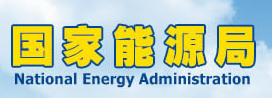 国家能源局
National Energy Administration